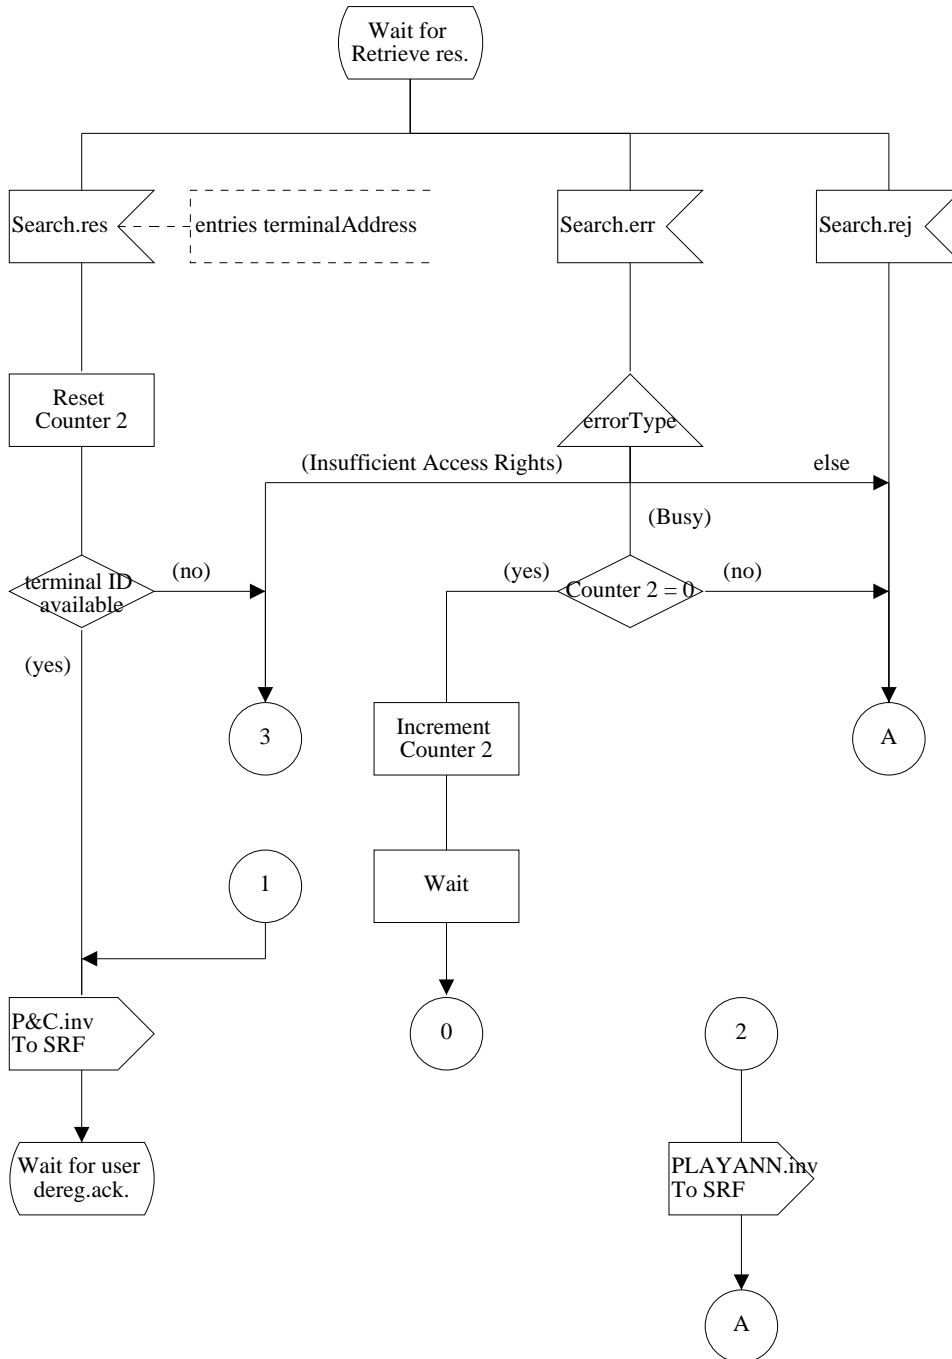 Wait for
Retrieve res.
Search.res
entries terminalAddress
Search.err
Search.rej
Reset
Counter 2
errorType
(Insufficient Access Rights)
else
(Busy)
terminal ID
available
(no)
(yes)
Counter 2 = 0
(no)
(yes)
3
Increment
Counter 2
A
1
Wait
P&C.inv
To SRF
0
2
Wait for user
dereg.ack.
PLAYANN.inv
To SRF
A